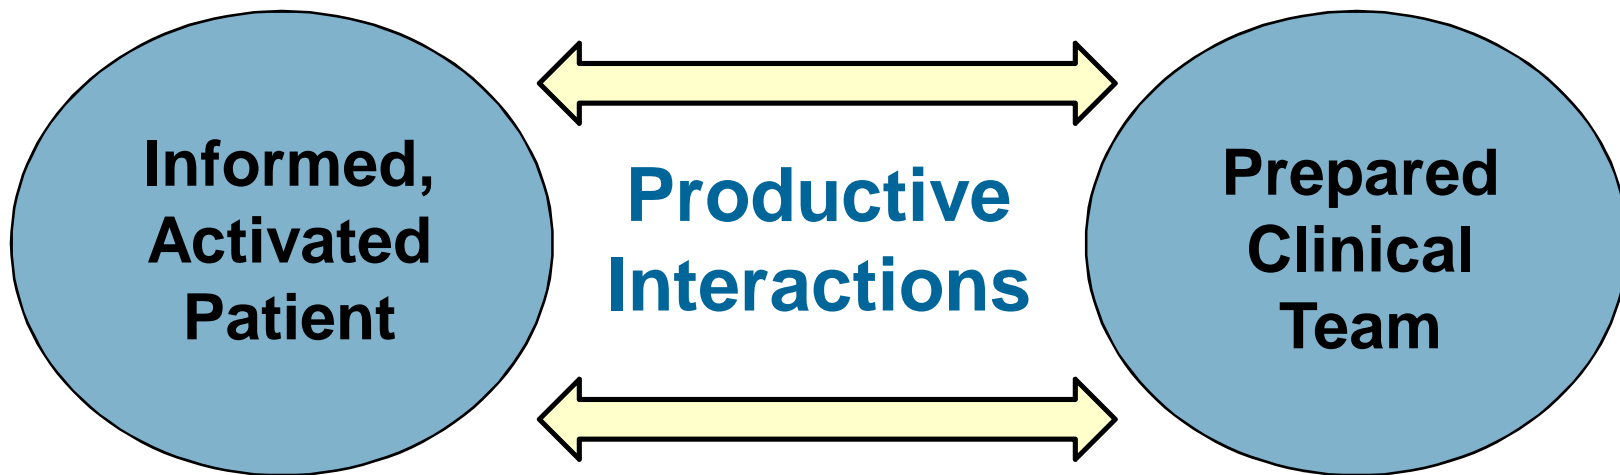 Informed,
Activated
Patient
Productive
Interactions
Prepared
Clinical
Team